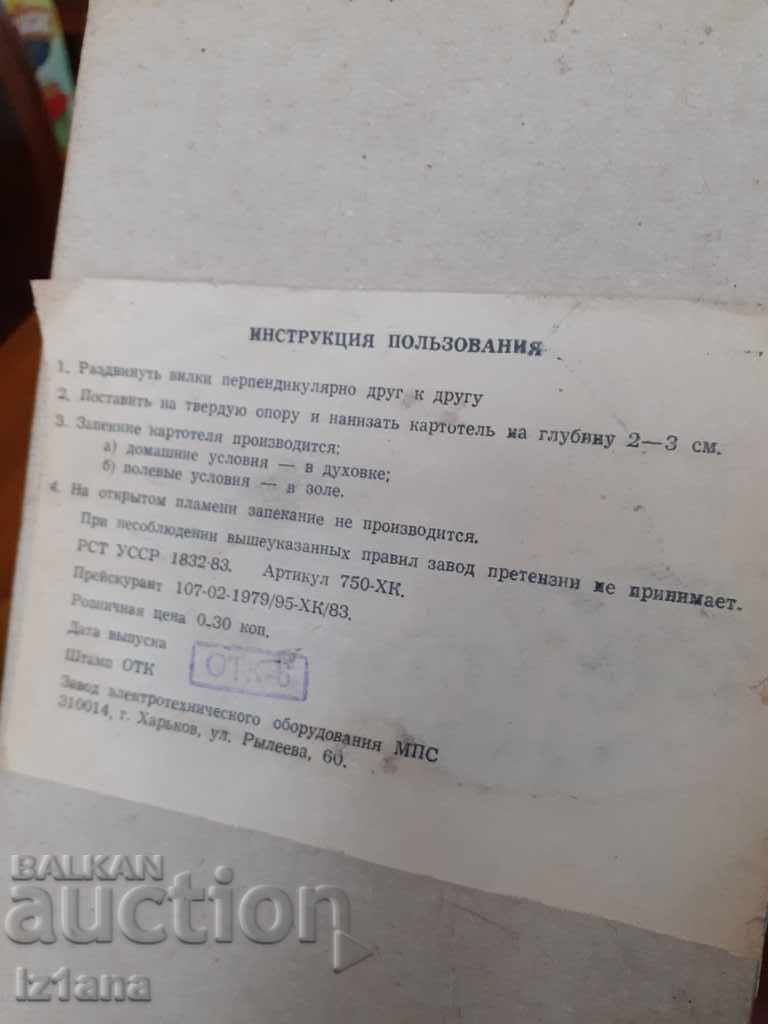 ИНСТРУКЦИЯ ПОЛЬЗОВАНИЯ
1. Раздвинуть вилки перпендикулярно друг к другу
2. Поставить на твердую опору и нанизать картотель на глубину 2—3 см.
3. Запекние картотеля производится:
а) домашние условия — в духовке;
б) полевые условия — в золе.
4. На открытом пламени запекание не производится.
При несоблюдении вышеуказанных правил завод претензни не принимает.
РСТ УССР 1832-83. Артикул 750-ХК.
Прейскурант 107-02-1979/95-ХК/83.
Розничная цена 0-30 коп.
Дата выпуска
Штамп ОТК
Завод электротехнического оборудования МПС
310014, г. Харьков, ул. Рылеева, 60.
BALKAN
auction
iz1ana